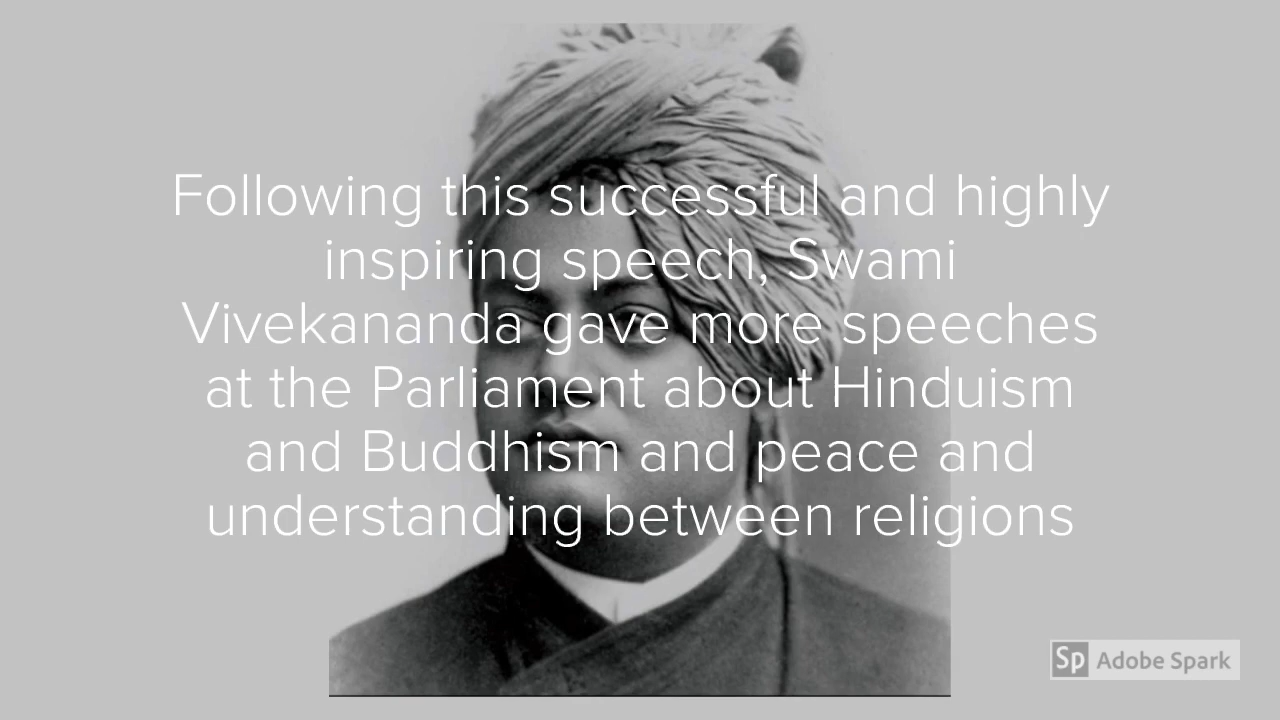 Following this successful and highly
inspiring speech, Swami
Vivekananda gave more speeches
at the Parliament about Hinduism
and Buddhism and peace and
understanding between religions
Sp Adobe Spark